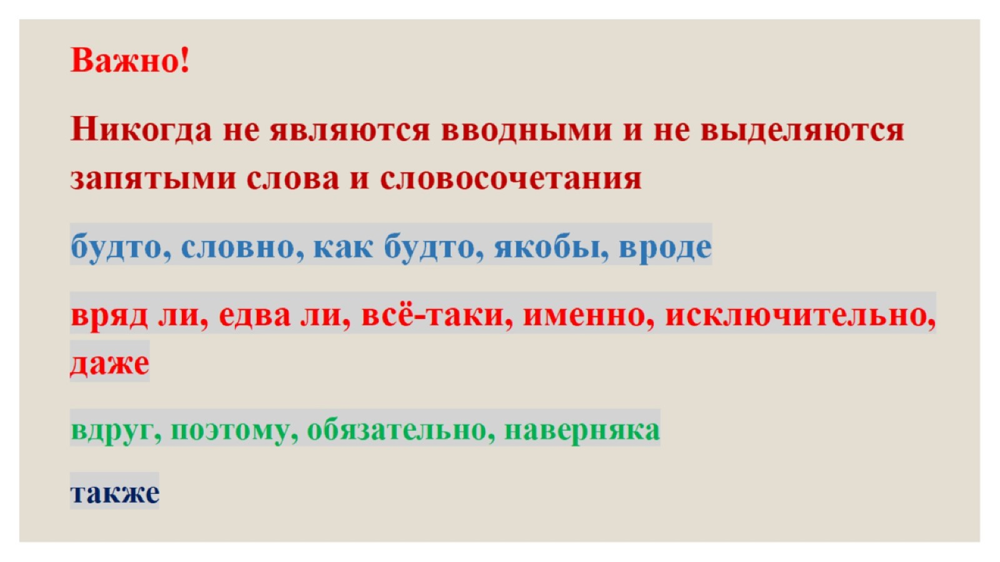 Важно!
Никогда не являются вводными и не выделяются
запятыми слова и словосочетания
будто, словно, как будто, якобы, вроде
вряд ли, едва ли, всё-таки, именно, исключительно,
даже
вдруг, поэтому, обязательно, наверняка
также